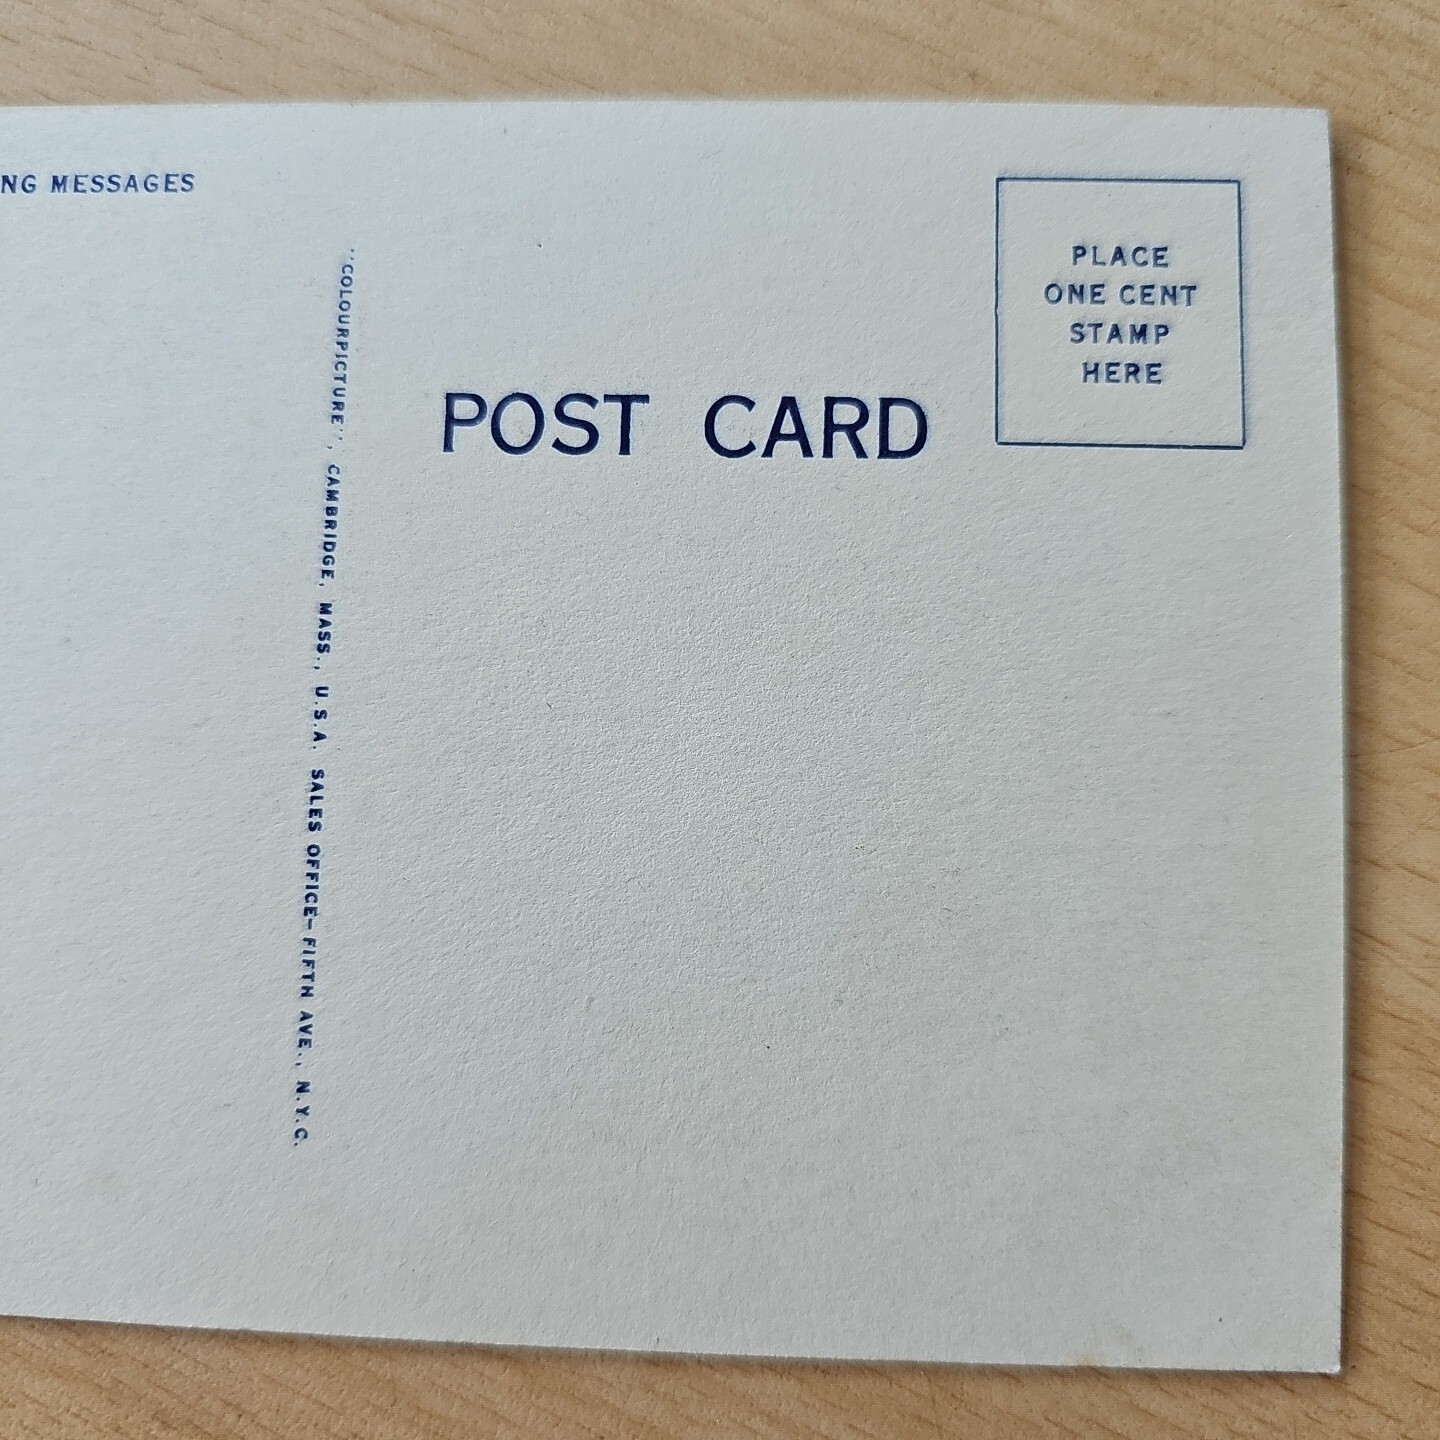 NG MESSAGES
"COLOURPICTURE", CAMBRIDGE, MASS., U.S.A. SALES OFFICE—FIFTH AVE., N.Y.C.
POST CARD
PLACE
ONE CENT
STAMP
HERE